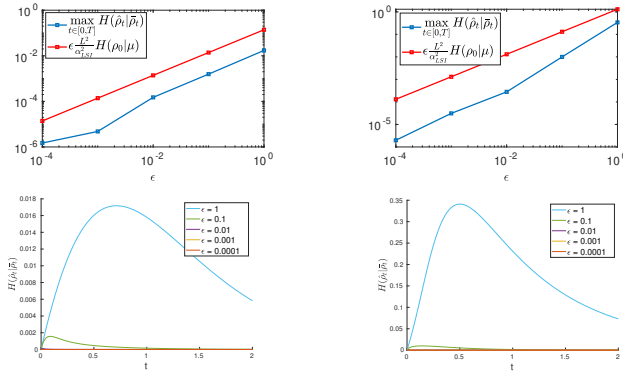 10^0
10^-2
10^-4
10^-6
max H(ρ̂_t|ρ̄_t)
t∈[0,T]
ϵ L²/α²_LSI H(ρ_0|μ)
10^-4 10^-2 10^0
ϵ
10^0
10^-5
max H(ρ̂_t|ρ̄_t)
t∈[0,T]
ϵ L²/α²_LSI H(ρ_0|μ)
10^-4 10^-3 10^-2 10^-1 10^0
ϵ
0.018
0.016
0.014
0.012
0.01
0.008
0.006
0.004
0.002
0
H(ρ̂_t|ρ̄_t)
ϵ = 1
ϵ = 0.1
ϵ = 0.01
ϵ = 0.001
ϵ = 0.0001
0 0.5 1 1.5 2
t
0.35
0.3
0.25
0.2
0.15
0.1
0.05
0
H(ρ̂_t|ρ̄_t)
ϵ = 1
ϵ = 0.1
ϵ = 0.01
ϵ = 0.001
ϵ = 0.0001
0 0.5 1 1.5 2
t